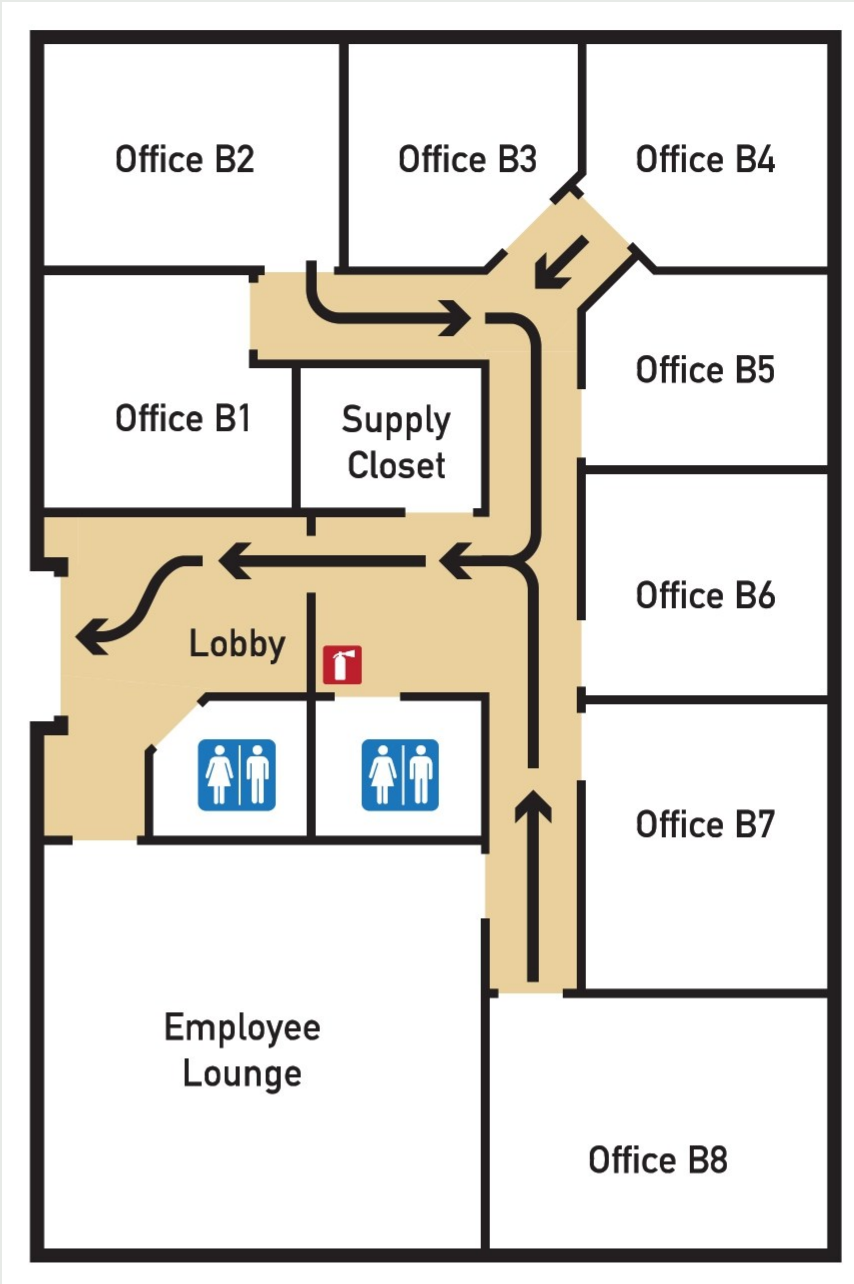 Office B2
Office B3
Office B4
Office B1
Supply
Closet
Office B5
Office B6
Lobby
Office B7
Employee
Lounge
Office B8